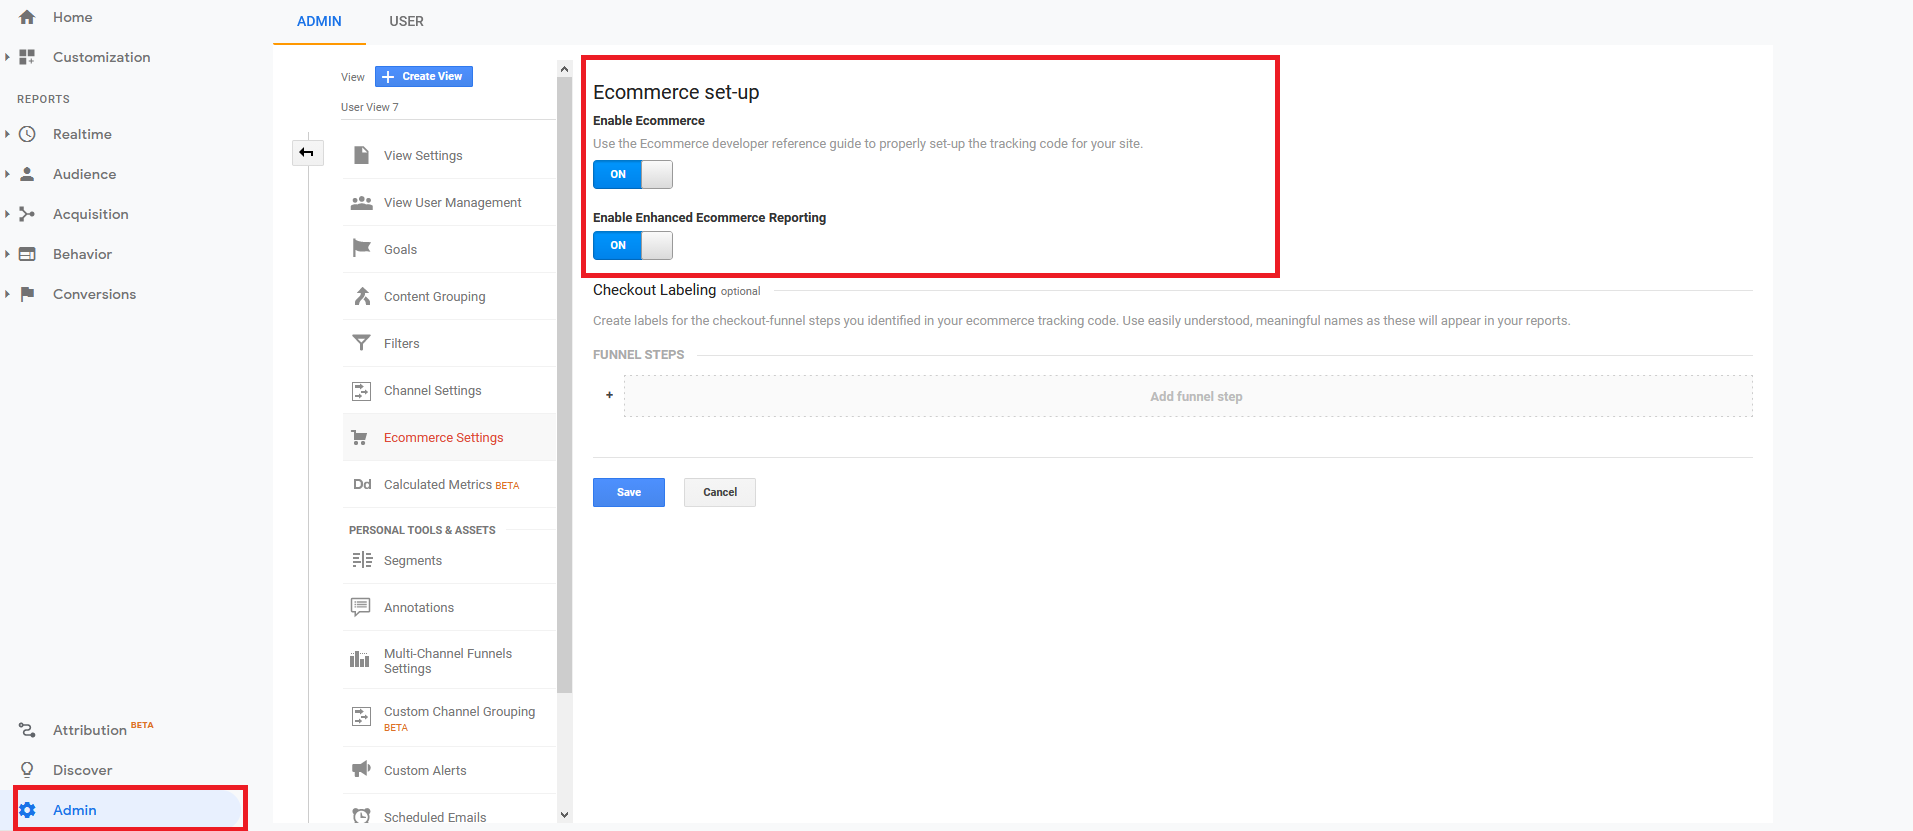 Home
Customization
REPORTS
Realtime
Audience
Acquisition
Behavior
Conversions
Attribution BETA
Discover
Admin
ADMIN USER
View + Create View
User View 7
View Settings
View User Management
Goals
Content Grouping
Filters
Channel Settings
Ecommerce Settings
Dd Calculated Metrics BETA
PERSONAL TOOLS & ASSETS
Segments
Annotations
Multi-Channel Funnels
Settings
Custom Channel Grouping
BETA
Custom Alerts
Scheduled Emails
Ecommerce set-up
Enable Ecommerce
Use the Ecommerce developer reference guide to properly set-up the tracking code for your site.
ON
Enable Enhanced Ecommerce Reporting
ON
Checkout Labeling optional
Create labels for the checkout-funnel steps you identified in your ecommerce tracking code. Use easily understood, meaningful names as these will appear in your reports.
FUNNEL STEPS
+ Add funnel step
Save Cancel